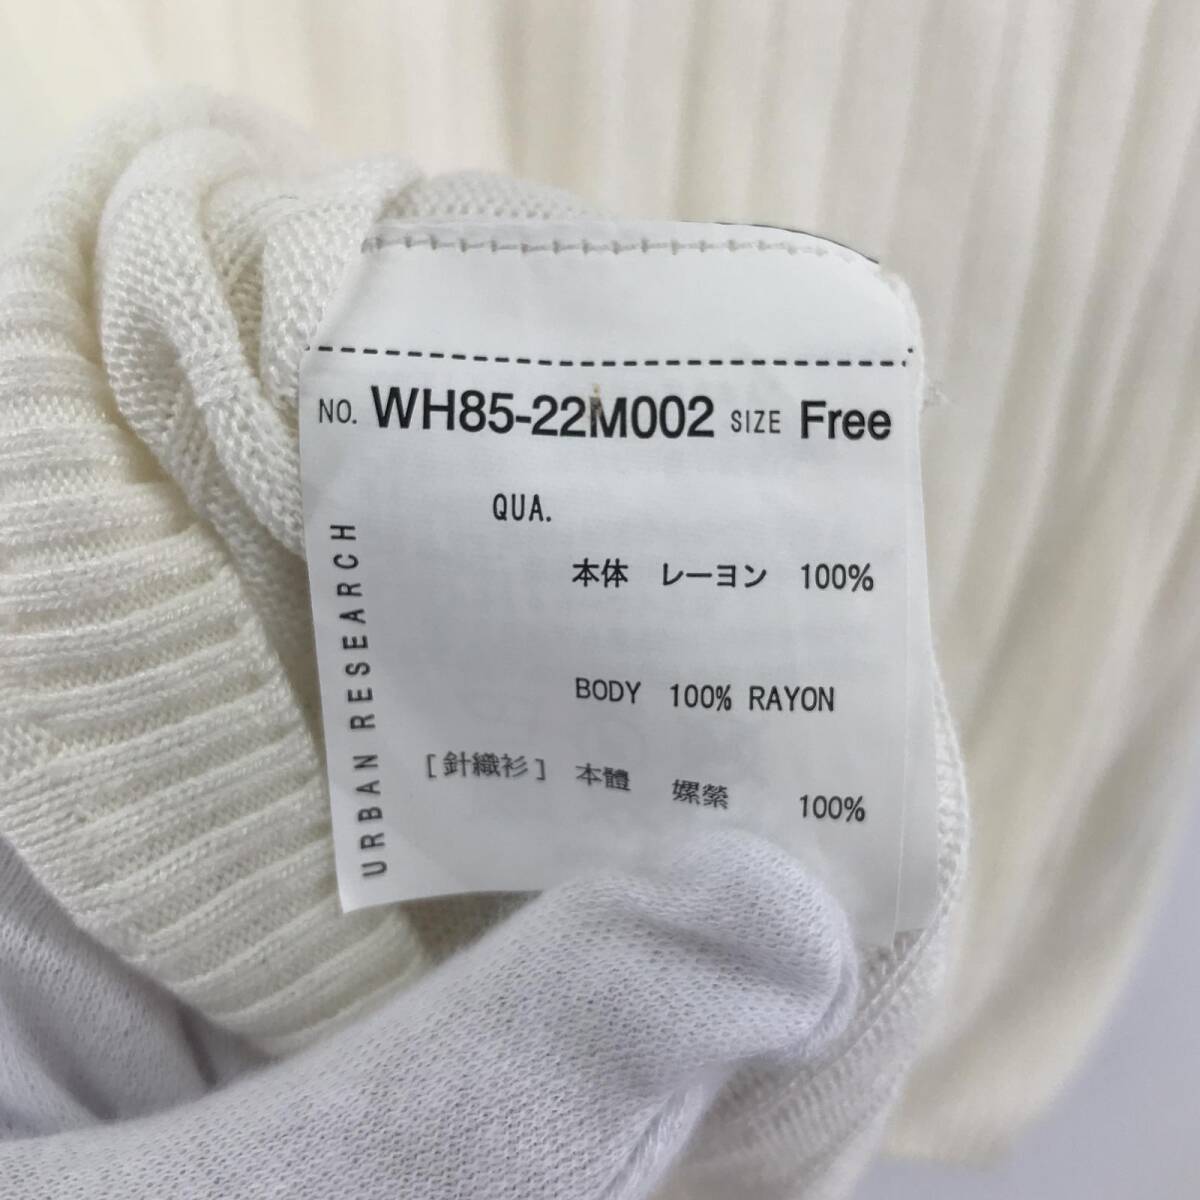 NO. WH85-22M002 SIZE Free
QUA.
本体 レーヨン 100%
BODY 100% RAYON
[針織衫] 本體 嫘縈 100%
URBAN RESEARCH